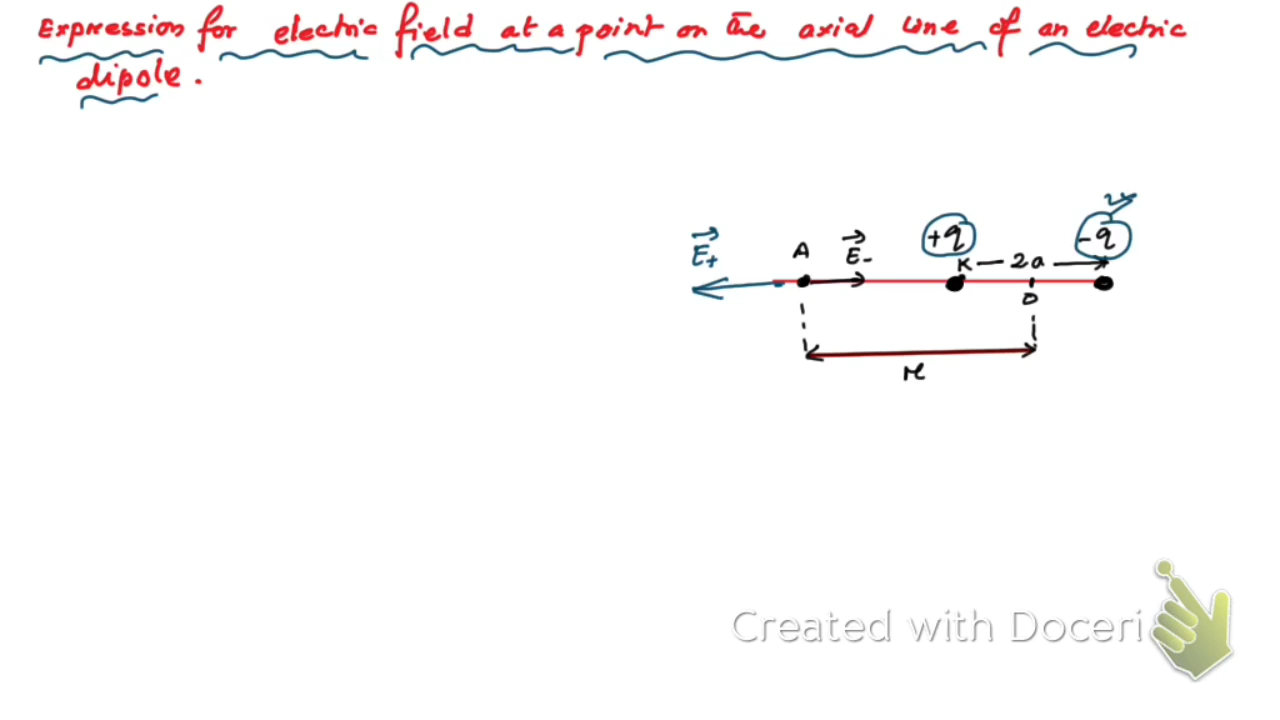 Expression for electric field at a point on the axial line of an electric
dipole.
+q
-q
E₊
A
E₋
K 2a
O
r
Created with Doceri